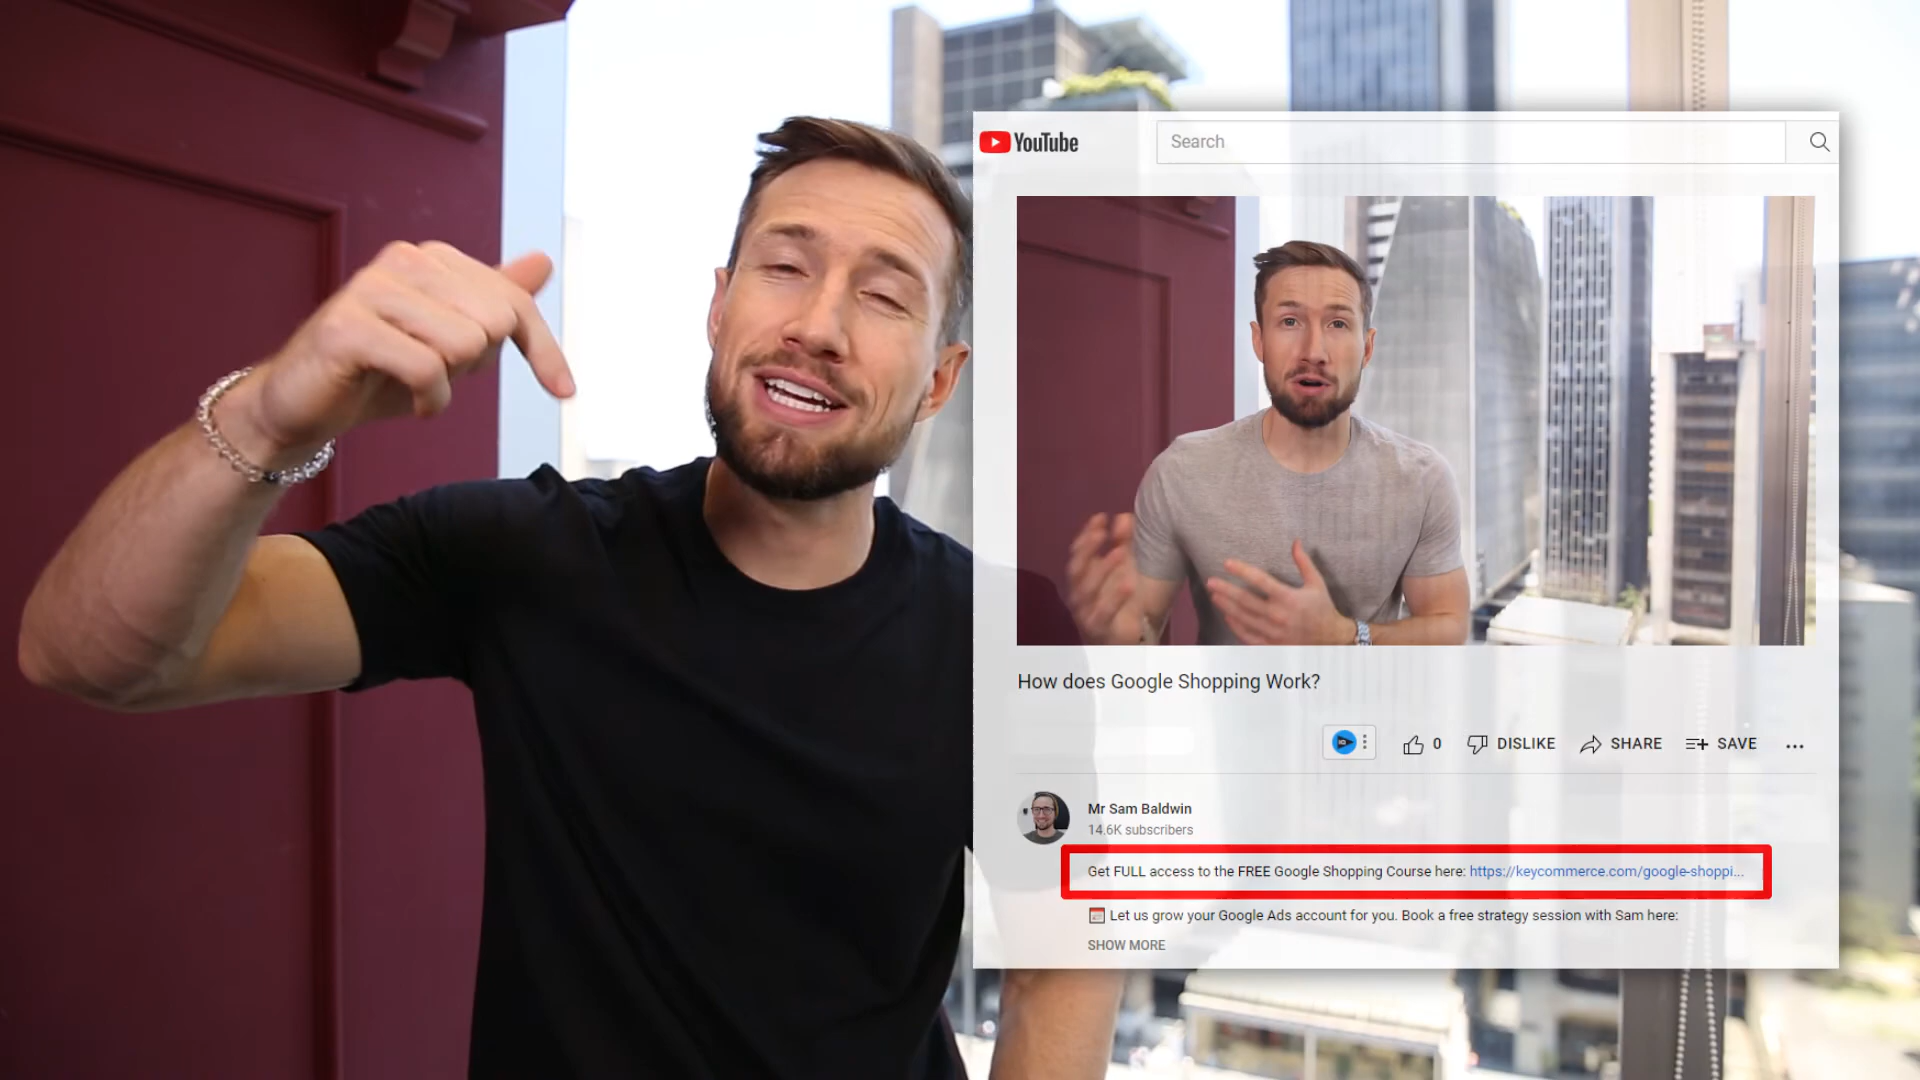 YouTube
Search
How does Google Shopping Work?
0 DISLIKE SHARE SAVE ...
Mr Sam Baldwin
14.6K subscribers
Get FULL access to the FREE Google Shopping Course here: https://keycommerce.com/google-shoppi...
Let us grow your Google Ads account for you. Book a free strategy session with Sam here:
SHOW MORE